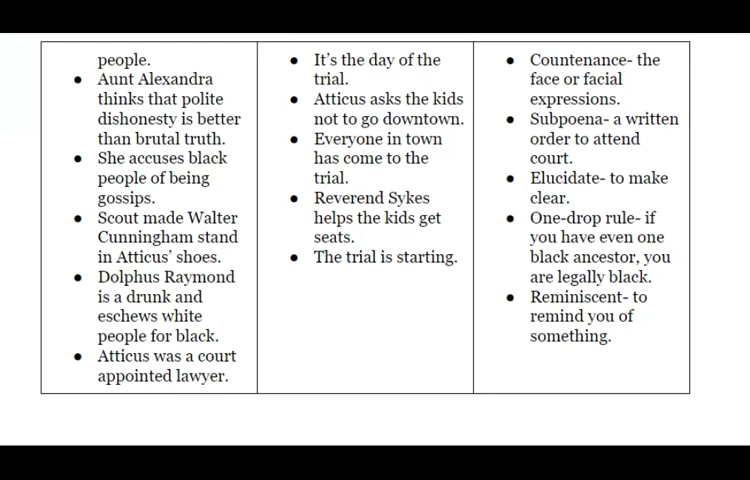 people.
● Aunt Alexandra
thinks that polite
dishonesty is better
than brutal truth.
● She accuses black
people of being
gossips.
● Scout made Walter
Cunningham stand
in Atticus’ shoes.
● Dolphus Raymond
is a drunk and
eschews white
people for black.
● Atticus was a court
appointed lawyer.
● It’s the day of the
trial.
● Atticus asks the kids
not to go downtown.
● Everyone in town
has come to the
trial.
● Reverend Sykes
helps the kids get
seats.
● The trial is starting.
● Countenance- the
face or facial
expressions.
● Subpoena- a written
order to attend
court.
● Elucidate- to make
clear.
● One-drop rule- if
you have even one
black ancestor, you
are legally black.
● Reminiscent- to
remind you of
something.